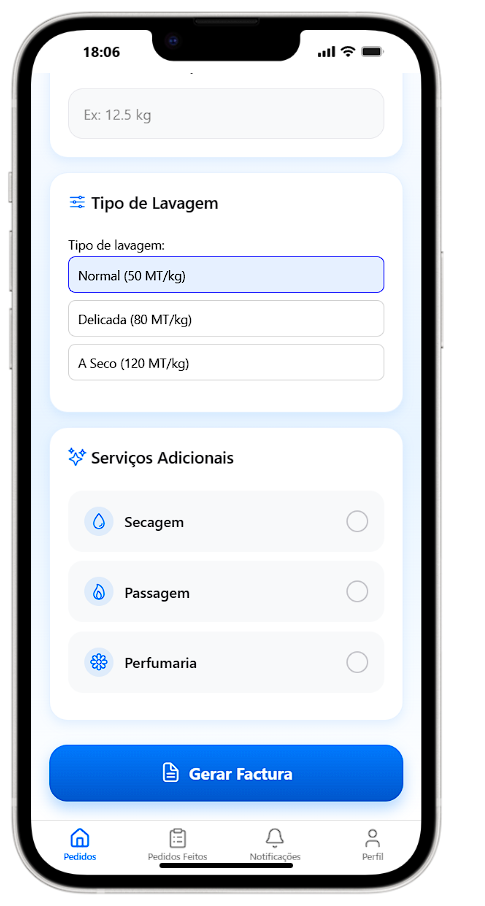 18:06
Ex: 12.5 kg
Tipo de Lavagem
Tipo de lavagem:
Normal (50 MT/kg)
Delicada (80 MT/kg)
A Seco (120 MT/kg)
Serviços Adicionais
Secagem
Passagem
Perfumaria
Gerar Factura
Pedidos
Pedidos Feitos
Notificações
Perfil